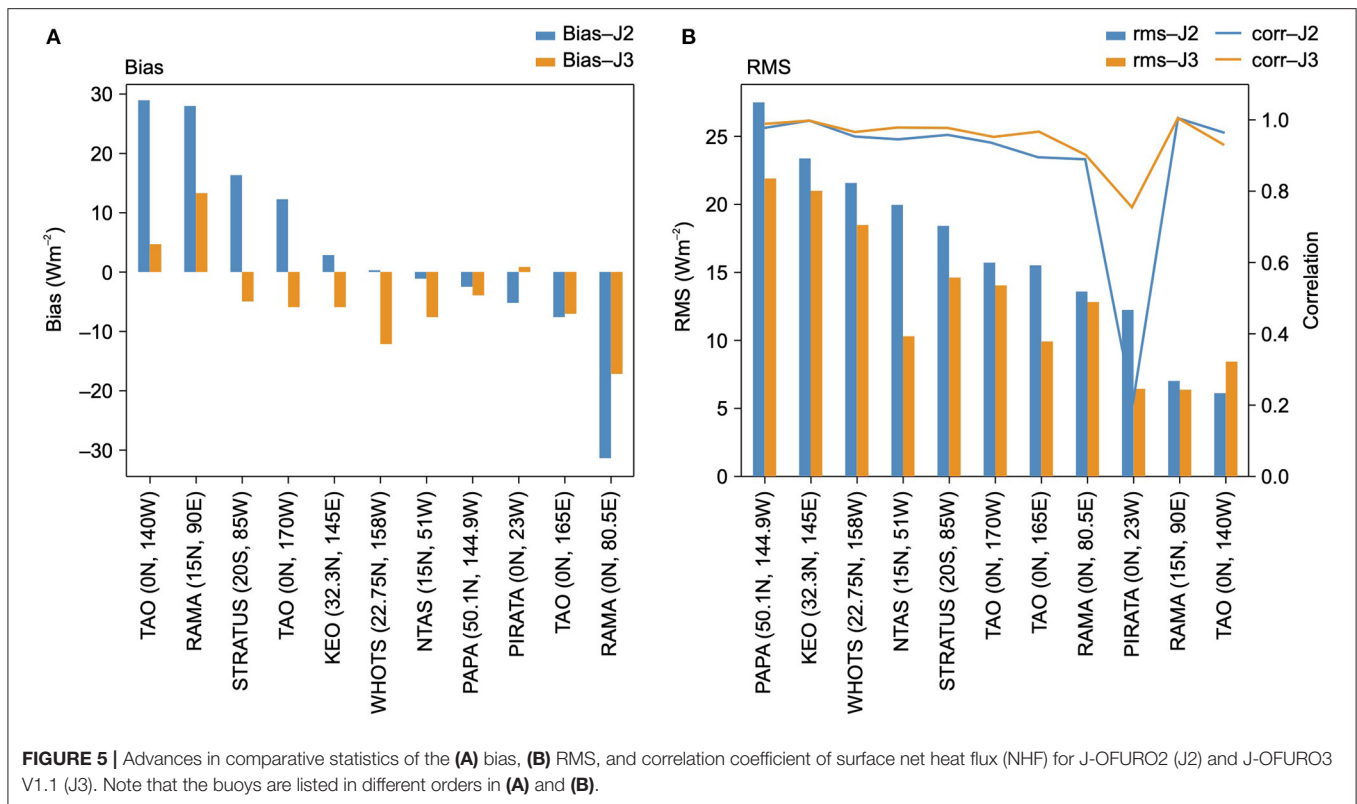 A
Bias–J2
Bias–J3
Bias
30
20
10
0
–10
–20
–30
Bias (Wm⁻²)
TAO (0N, 140W)
RAMA (15N, 90E)
STRATUS (20S, 85W)
TAO (0N, 170W)
KEO (32.3N, 145E)
WHOTS (22.75N, 158W)
NTAS (15N, 51W)
PAPA (50.1N, 144.9W)
PIRATA (0N, 23W)
TAO (0N, 165E)
RAMA (0N, 80.5E)
B
rms–J2 corr–J2
rms–J3 corr–J3
RMS
25
20
15
10
5
0
RMS (Wm⁻²)
1.0
0.8
0.6
0.4
0.2
0.0
Correlation
PAPA (50.1N, 144.9W)
KEO (32.3N, 145E)
WHOTS (22.75N, 158W)
NTAS (15N, 51W)
STRATUS (20S, 85W)
TAO (0N, 170W)
TAO (0N, 165E)
RAMA (0N, 80.5E)
PIRATA (0N, 23W)
RAMA (15N, 90E)
TAO (0N, 140W)
FIGURE 5 | Advances in comparative statistics of the (A) bias, (B) RMS, and correlation coefficient of surface net heat flux (NHF) for J-OFURO2 (J2) and J-OFURO3
V1.1 (J3). Note that the buoys are listed in different orders in (A) and (B).